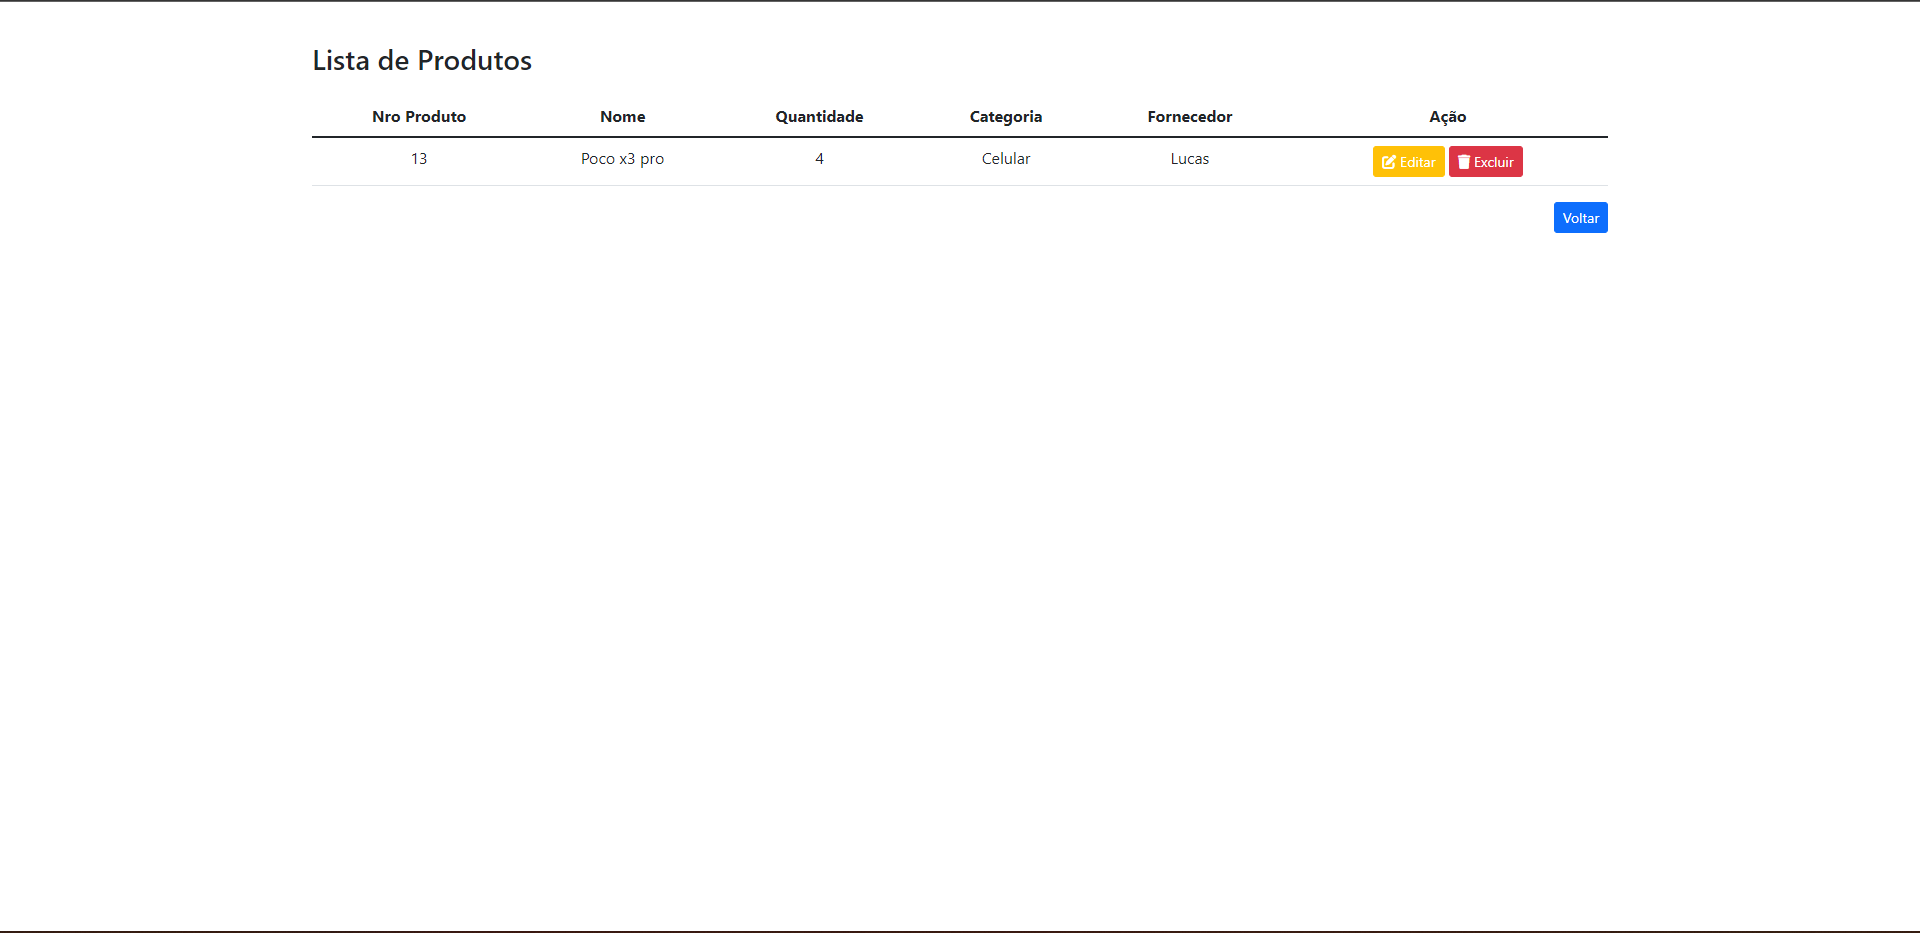 Lista de Produtos
Nro Produto Nome Quantidade Categoria Fornecedor Ação
13 Poco x3 pro 4 Celular Lucas Editar Excluir
Voltar